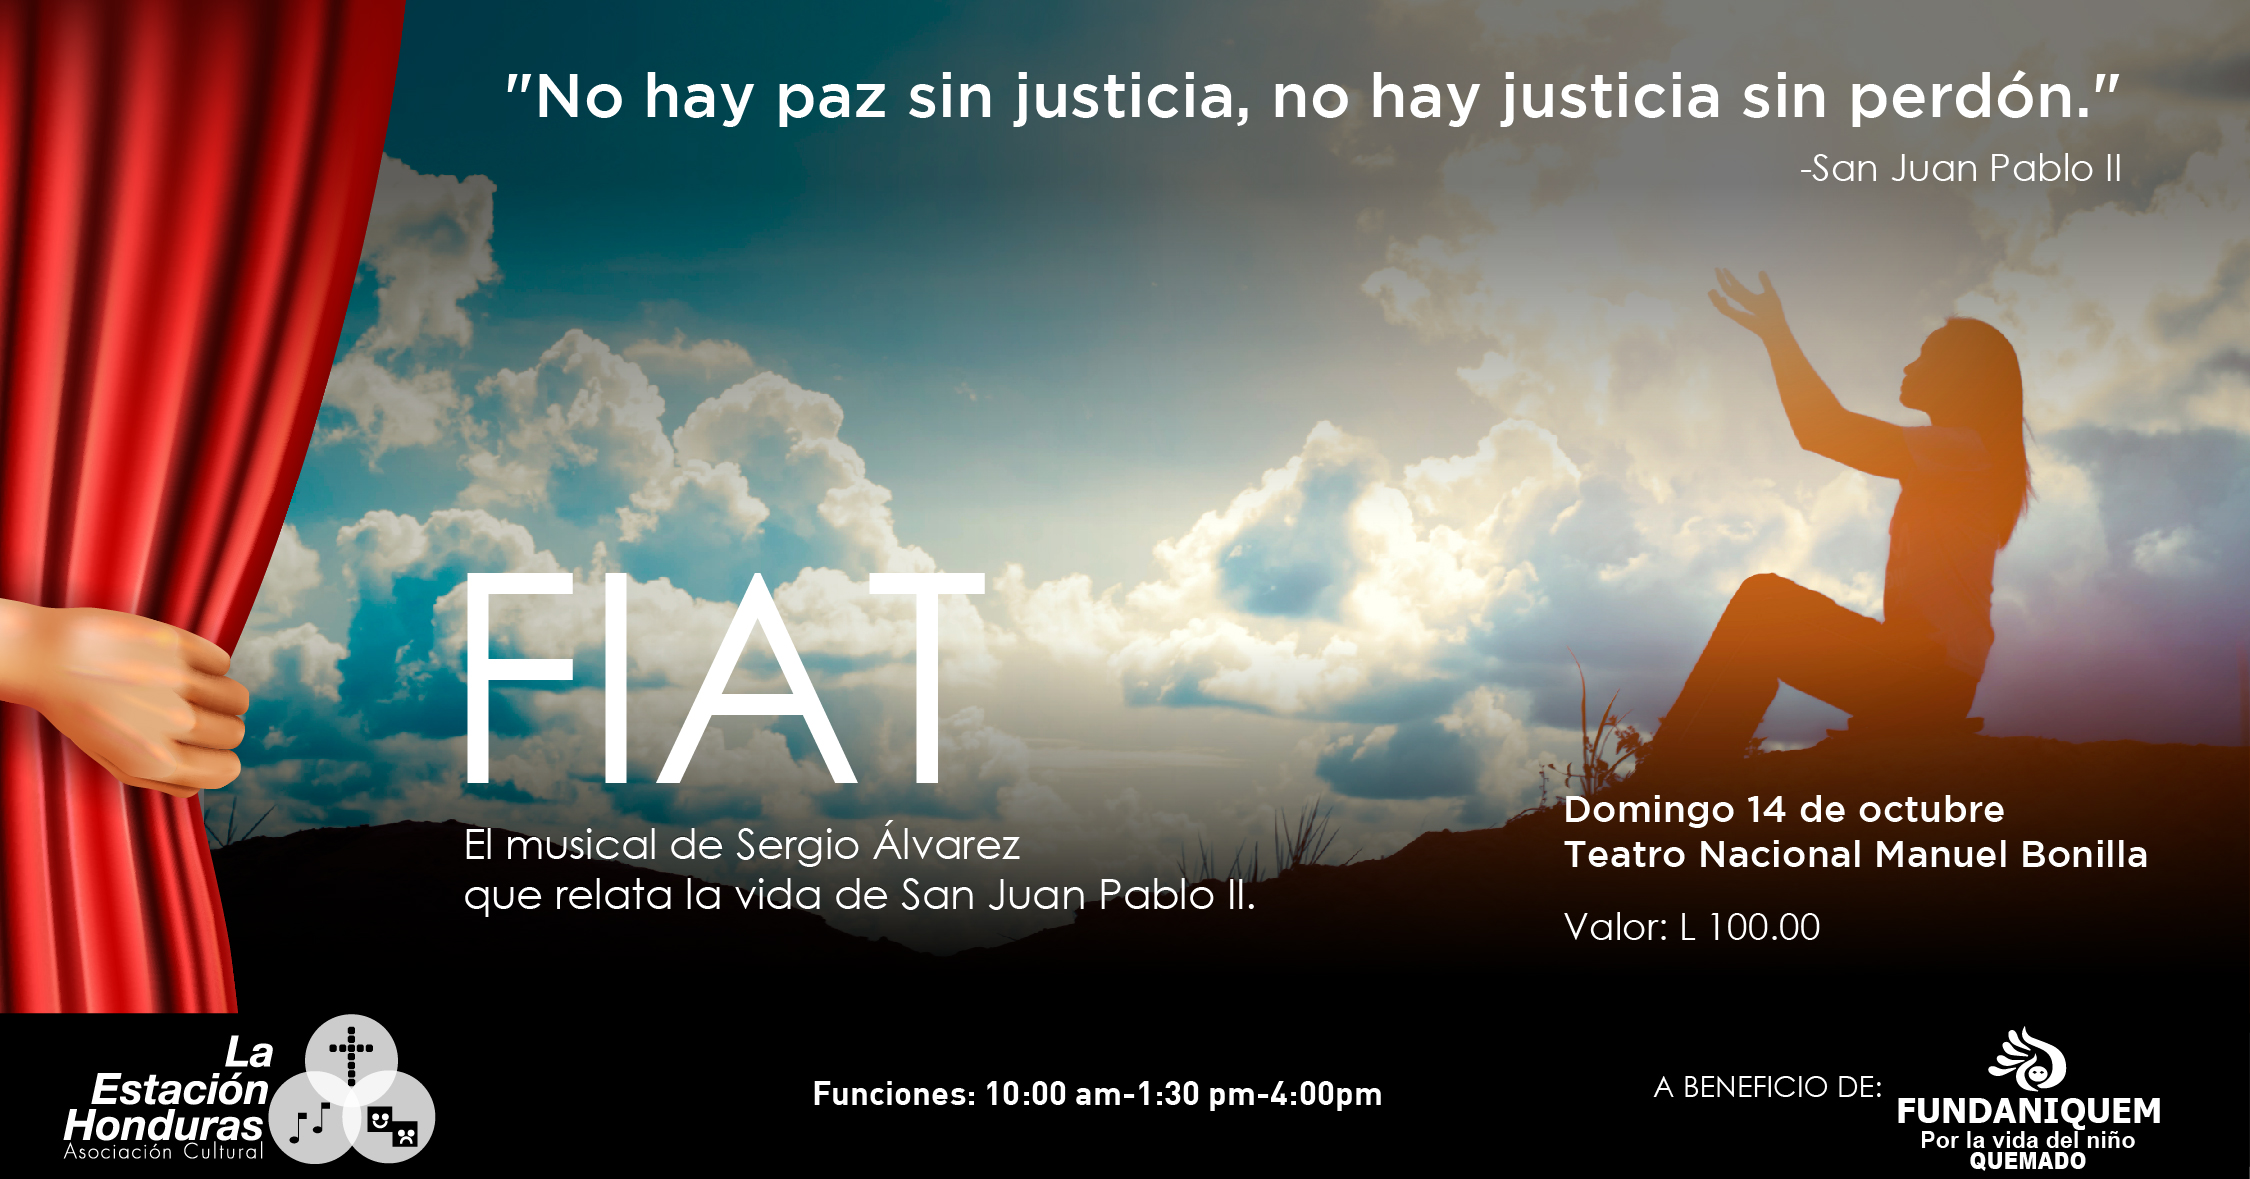 "No hay paz sin justicia, no hay justicia sin perdón."
-San Juan Pablo II
FIAT
El musical de Sergio Álvarez
que relata la vida de San Juan Pablo II.
Domingo 14 de octubre
Teatro Nacional Manuel Bonilla
Valor: L 100.00
La
Estación
Honduras
Asociación Cultural
Funciones: 10:00 am-1:30 pm-4:00pm
A BENEFICIO DE:
FUNDANIQUEM
Por la vida del niño
QUEMADO